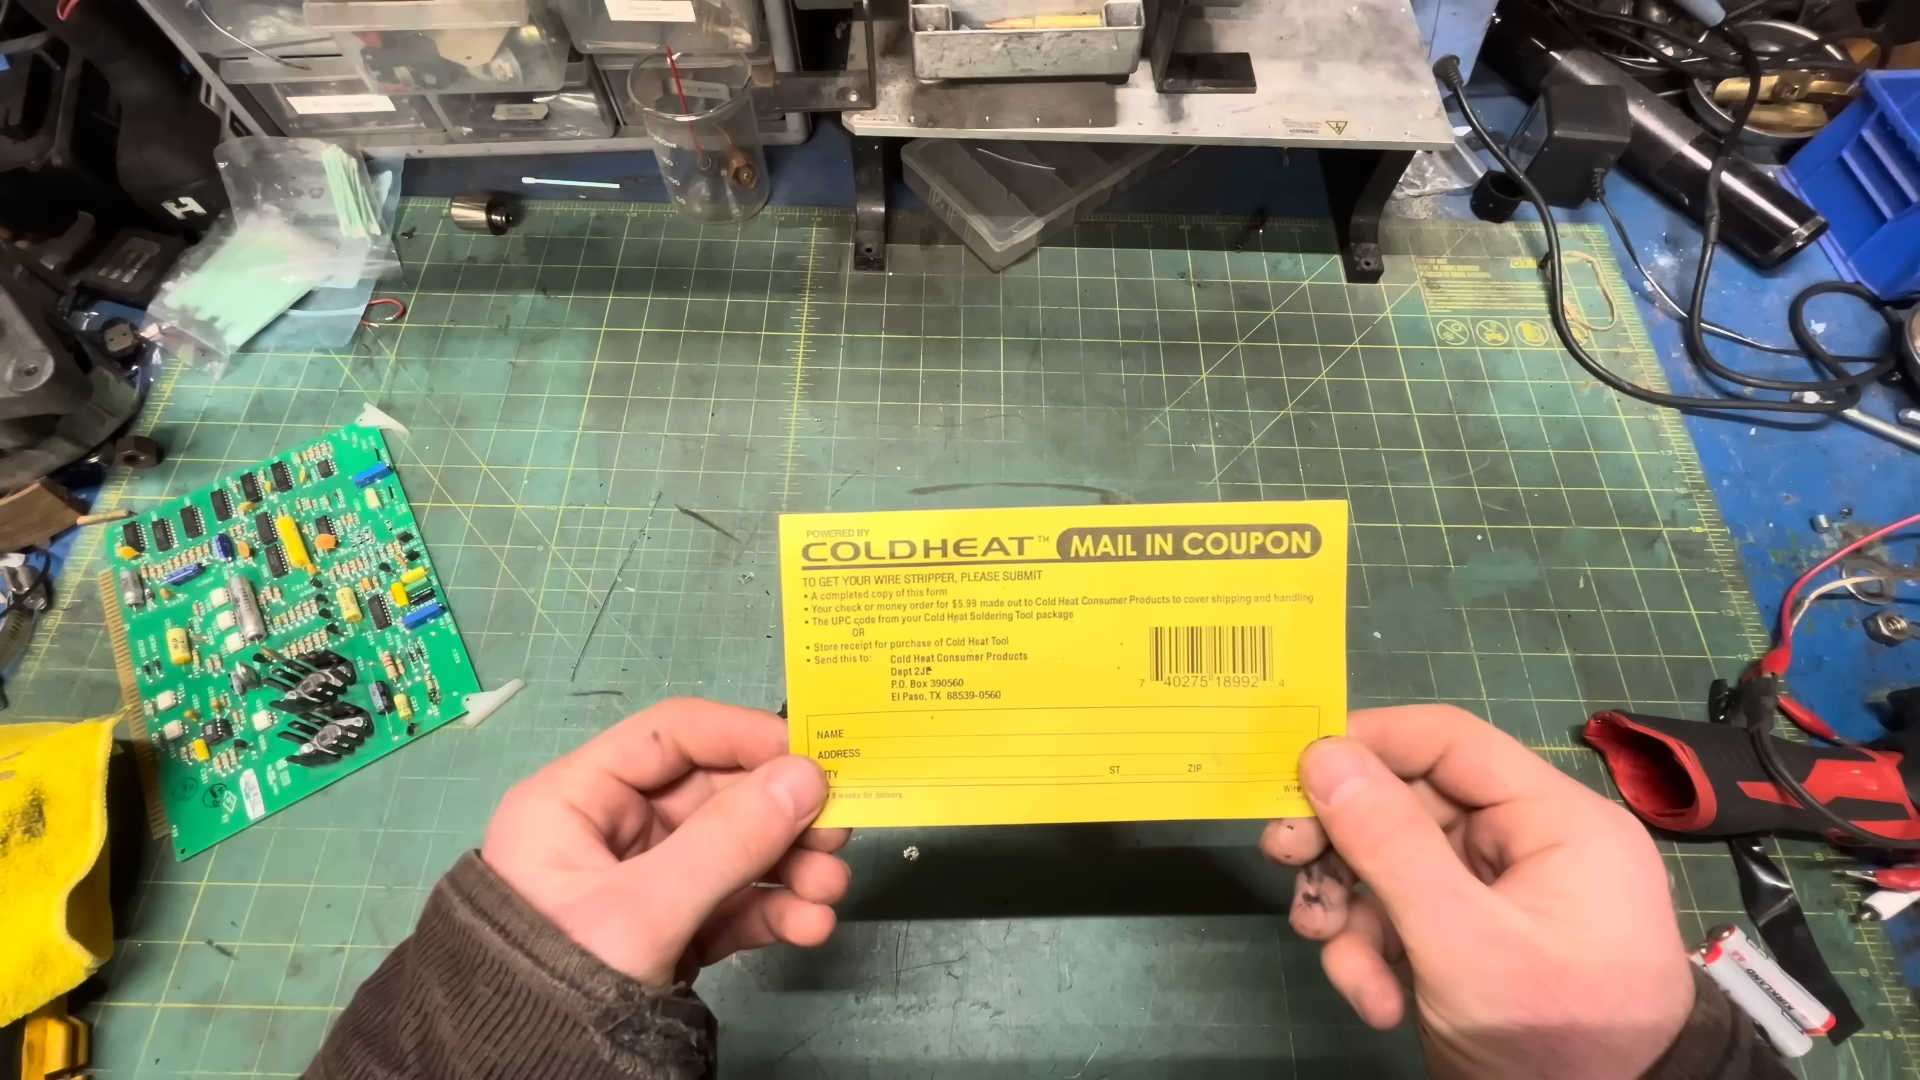 POWERED BY
COLDHEAT™ MAIL IN COUPON
TO GET YOUR WIRE STRIPPER, PLEASE SUBMIT
• A completed copy of this form
• Your check or money order for $5.99 made out to Cold Heat Consumer Products to cover shipping and handling
• The UPC code from your Cold Heat Soldering Tool package
OR
• Store receipt for purchase of Cold Heat Tool
• Send this to: Cold Heat Consumer Products
Dept 2JE
P.O. Box 390560
El Paso, TX 88539-0560
7 40275 18992 4
NAME
ADDRESS
ST ZIP
weeks for delivery.
Wire
DANGER
KIRKLAND
AA